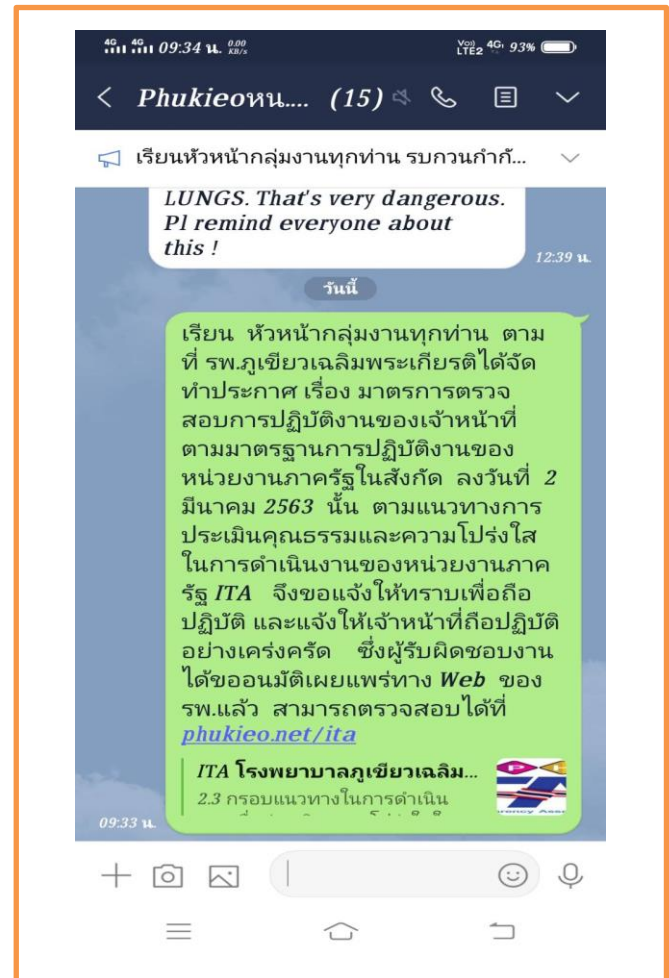 4G 4G 09:34 น. 0.00 KB/s Vo)) LTE2 4G 93%
< Phukieoหน.... (15)
เรียนหัวหน้ากลุ่มงานทุกท่าน รบกวนกำกั...
LUNGS. That's very dangerous.
Pl remind everyone about
this !
12:39 น.
วันนี้
เรียน หัวหน้ากลุ่มงานทุกท่าน ตาม
ที่ รพ.ภูเขียวเฉลิมพระเกียรติได้จัด
ทำประกาศ เรื่อง มาตรการตรวจ
สอบการปฏิบัติงานของเจ้าหน้าที่
ตามมาตรฐานการปฏิบัติงานของ
หน่วยงานภาครัฐในสังกัด ลงวันที่ 2
มีนาคม 2563 นั้น ตามแนวทางการ
ประเมินคุณธรรมและความโปร่งใส
ในการดำเนินงานของหน่วยงานภาค
รัฐ ITA จึงขอแจ้งให้ทราบเพื่อถือ
ปฏิบัติ และแจ้งให้เจ้าหน้าที่ถือปฏิบัติ
อย่างเคร่งครัด ซึ่งผู้รับผิดชอบงาน
ได้ขออนมัติเผยแพร่ทาง Web ของ
รพ.แล้ว สามารถตรวจสอบได้ที่
phukieo.net/ita
ITA โรงพยาบาลภูเขียวเฉลิม...
2.3 กรอบแนวทางในการดำเนิน
09:33 น.